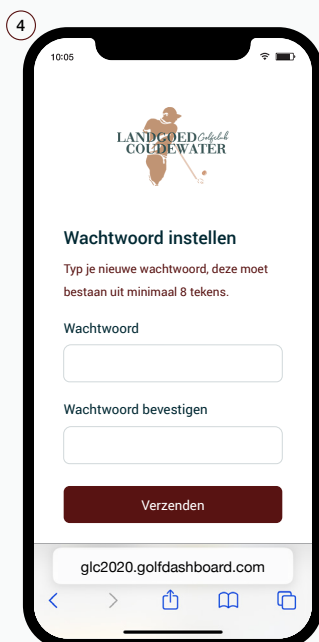 4
10:05
LANDGOED Golfclub
COUDEWATER
Wachtwoord instellen
Typ je nieuwe wachtwoord, deze moet
bestaan uit minimaal 8 tekens.
Wachtwoord
Wachtwoord bevestigen
Verzenden
glc2020.golfdashboard.com